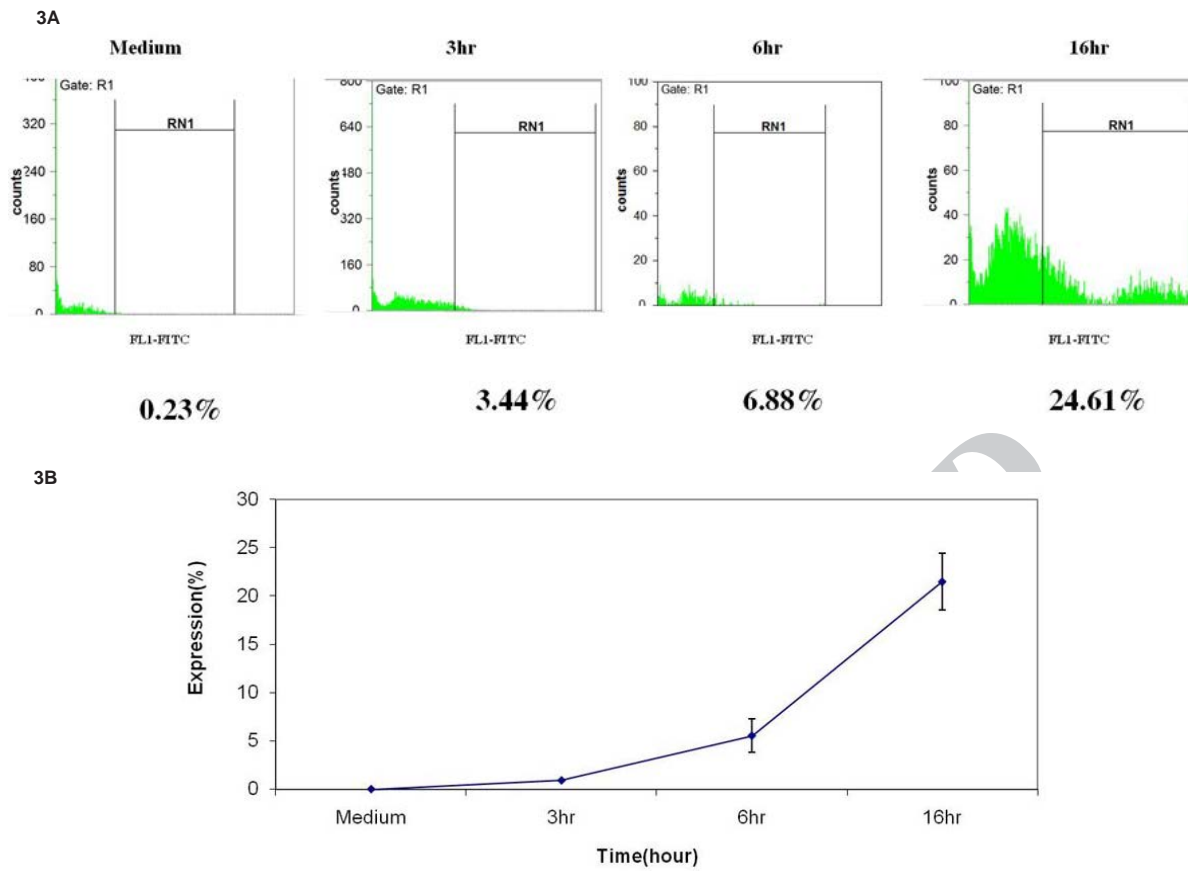 3A
Medium 3hr 6hr 16hr
Gate: R1 800 Gate: R1 100 Gate: R1 100 Gate: R1
320 RN1 640 RN1 80 RN1 80 RN1
240 480 60 60
counts counts counts counts
160 320 40 40
80 160 20 20
0 0 0 0
FL1-FITC FL1-FITC FL1-FITC FL1-FITC
0.23% 3.44% 6.88% 24.61%
3B
30
25
20
15
10
5
0
Expression(%)
Medium 3hr 6hr 16hr
Time(hour)